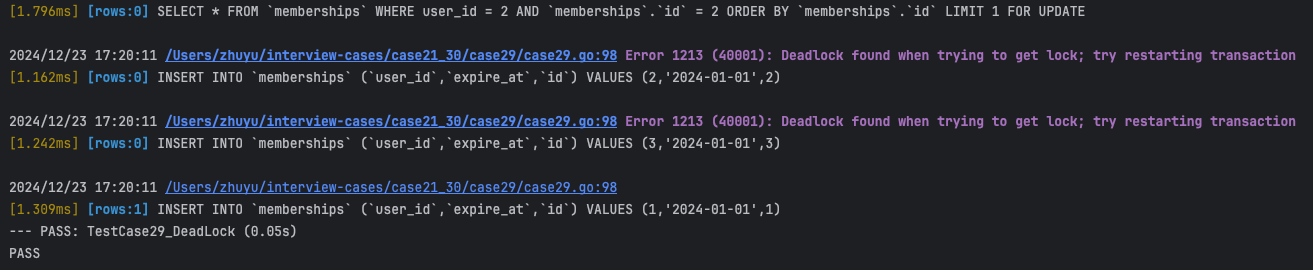 [1.796ms] [rows:0] SELECT * FROM `memberships` WHERE user_id = 2 AND `memberships`.`id` = 2 ORDER BY `memberships`.`id` LIMIT 1 FOR UPDATE
2024/12/23 17:20:11 /Users/zhuyu/interview-cases/case21_30/case29/case29.go:98 Error 1213 (40001): Deadlock found when trying to get lock; try restarting transaction
[1.162ms] [rows:0] INSERT INTO `memberships` (`user_id`,`expire_at`,`id`) VALUES (2,'2024-01-01',2)
2024/12/23 17:20:11 /Users/zhuyu/interview-cases/case21_30/case29/case29.go:98 Error 1213 (40001): Deadlock found when trying to get lock; try restarting transaction
[1.242ms] [rows:0] INSERT INTO `memberships` (`user_id`,`expire_at`,`id`) VALUES (3,'2024-01-01',3)
2024/12/23 17:20:11 /Users/zhuyu/interview-cases/case21_30/case29/case29.go:98
[1.309ms] [rows:1] INSERT INTO `memberships` (`user_id`,`expire_at`,`id`) VALUES (1,'2024-01-01',1)
--- PASS: TestCase29_DeadLock (0.05s)
PASS